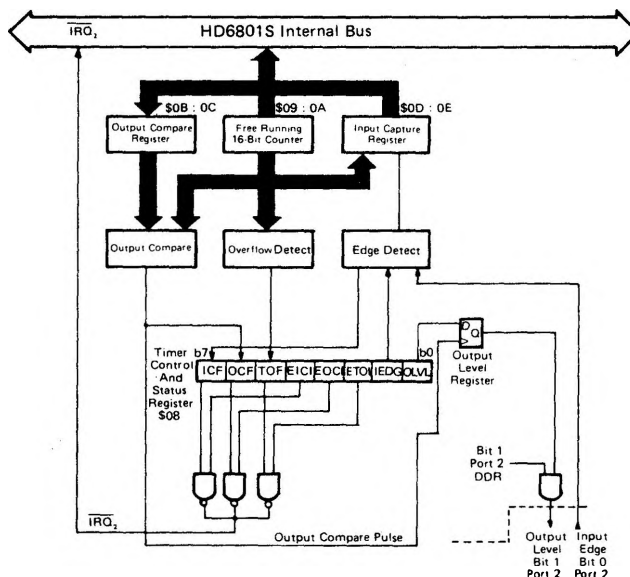 HD6801S Internal Bus
IRQ₂
$0B : 0C
$09 : 0A
$0D : 0E
Output Compare
Register
Free Running
16-Bit Counter
Input Capture
Register
Output Compare
Overflow Detect
Edge Detect
Timer
Control
And
Status
Register
$08
b7
b0
ICF OCF TOF EICI EOCI ETOI IEDG OLVL
D
Q
Output
Level
Register
Bit 1
Port 2
DDR
IRQ₂
Output Compare Pulse
Output
Level
Bit 1
Port 2
Input
Edge
Bit 0
Port 2